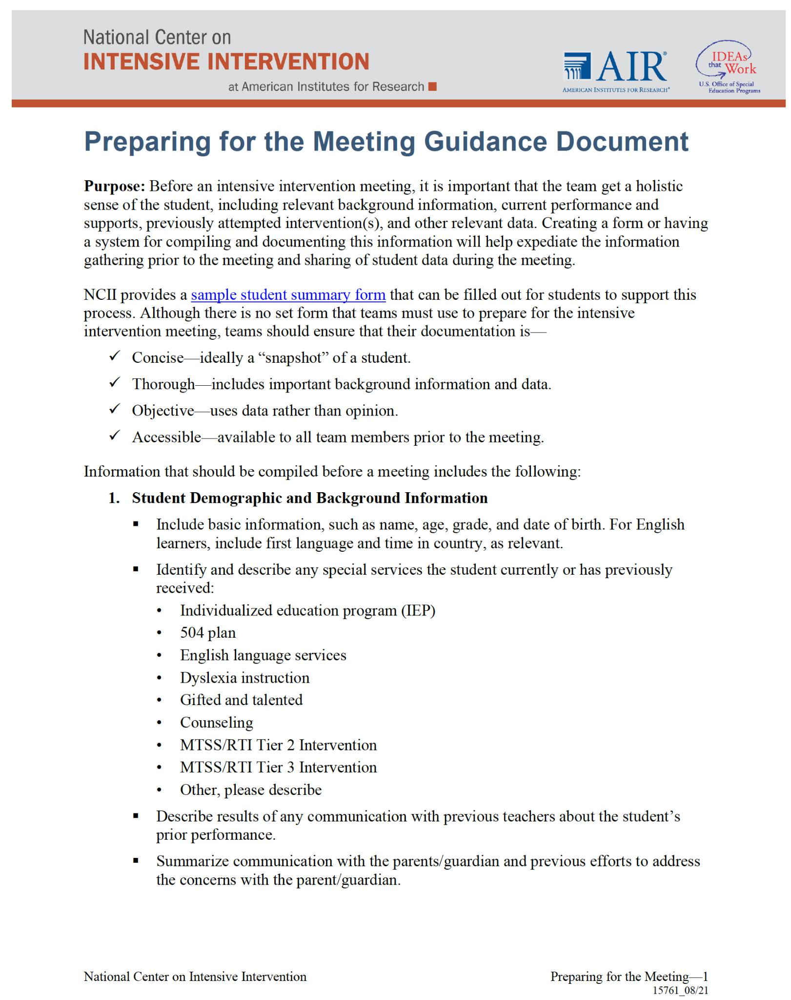 National Center on
INTENSIVE INTERVENTION
at American Institutes for Research
AIR®
AMERICAN INSTITUTES FOR RESEARCH®
IDEAs
that Work
U.S. Office of Special
Education Programs
Preparing for the Meeting Guidance Document
Purpose: Before an intensive intervention meeting, it is important that the team get a holistic
sense of the student, including relevant background information, current performance and
supports, previously attempted intervention(s), and other relevant data. Creating a form or having
a system for compiling and documenting this information will help expediate the information
gathering prior to the meeting and sharing of student data during the meeting.
NCII provides a sample student summary form that can be filled out for students to support this
process. Although there is no set form that teams must use to prepare for the intensive
intervention meeting, teams should ensure that their documentation is—
✓ Concise—ideally a “snapshot” of a student.
✓ Thorough—includes important background information and data.
✓ Objective—uses data rather than opinion.
✓ Accessible—available to all team members prior to the meeting.
Information that should be compiled before a meeting includes the following:
1. Student Demographic and Background Information
▪ Include basic information, such as name, age, grade, and date of birth. For English
learners, include first language and time in country, as relevant.
▪ Identify and describe any special services the student currently or has previously
received:
• Individualized education program (IEP)
• 504 plan
• English language services
• Dyslexia instruction
• Gifted and talented
• Counseling
• MTSS/RTI Tier 2 Intervention
• MTSS/RTI Tier 3 Intervention
• Other, please describe
▪ Describe results of any communication with previous teachers about the student’s
prior performance.
▪ Summarize communication with the parents/guardian and previous efforts to address
the concerns with the parent/guardian.
National Center on Intensive Intervention
Preparing for the Meeting—1
15761_08/21